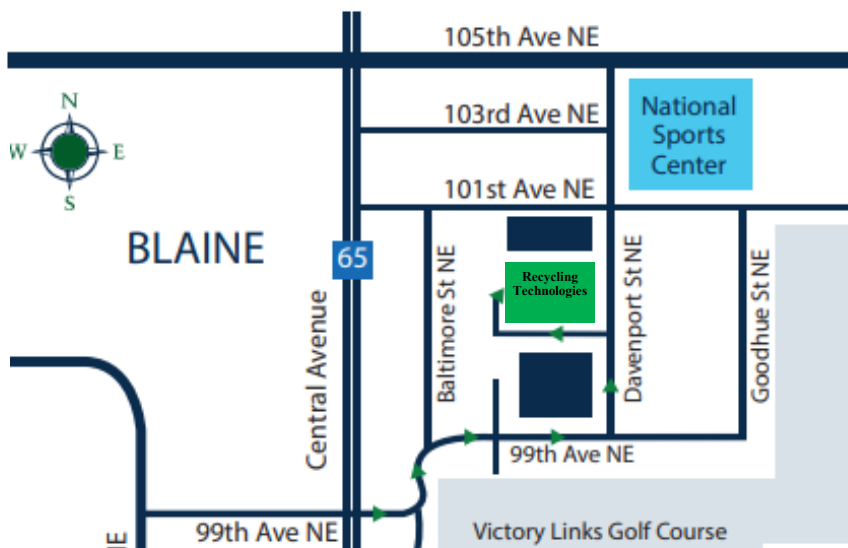 105th Ave NE
N
W
E
S
103rd Ave NE
National
Sports
Center
101st Ave NE
BLAINE
65
Recycling
Technologies
Central Avenue
Baltimore St NE
Davenport St NE
Goodhue St NE
99th Ave NE
99th Ave NE
Victory Links Golf Course
NE